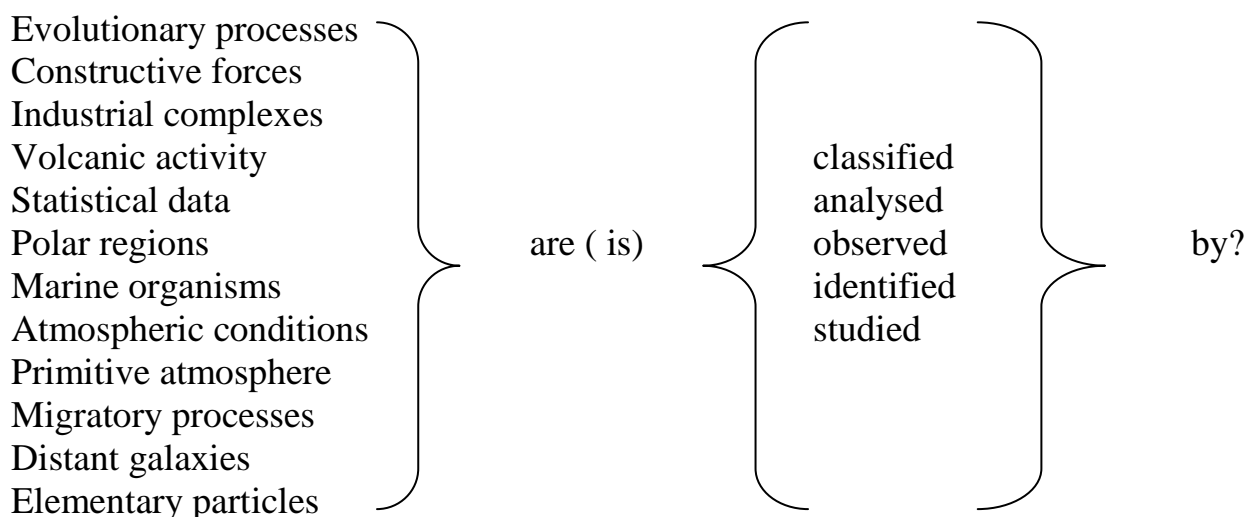 Evolutionary processes
Constructive forces
Industrial complexes
Volcanic activity
Statistical data
Polar regions
Marine organisms
Atmospheric conditions
Primitive atmosphere
Migratory processes
Distant galaxies
Elementary particles
are ( is)
classified
analysed
observed
identified
studied
by?